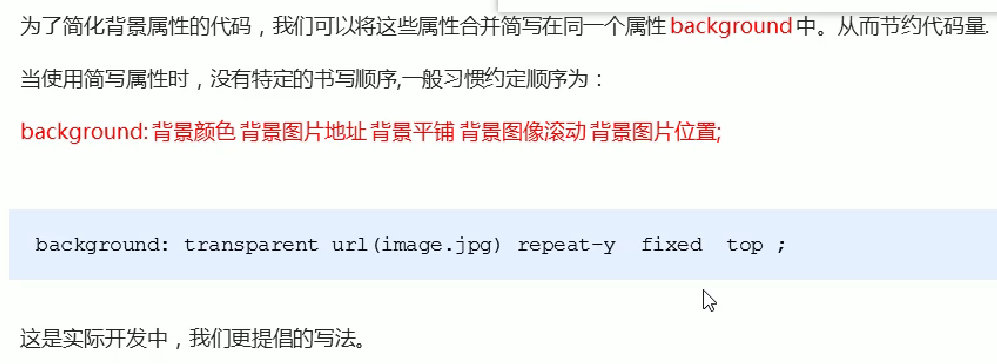 为了简化背景属性的代码，我们可以将这些属性合并简写在同一个属性 background 中。从而节约代码量.
当使用简写属性时，没有特定的书写顺序,一般习惯约定顺序为：
background: 背景颜色 背景图片地址 背景平铺 背景图像滚动 背景图片位置;
background: transparent url(image.jpg) repeat-y  fixed  top ;
这是实际开发中，我们更提倡的写法。